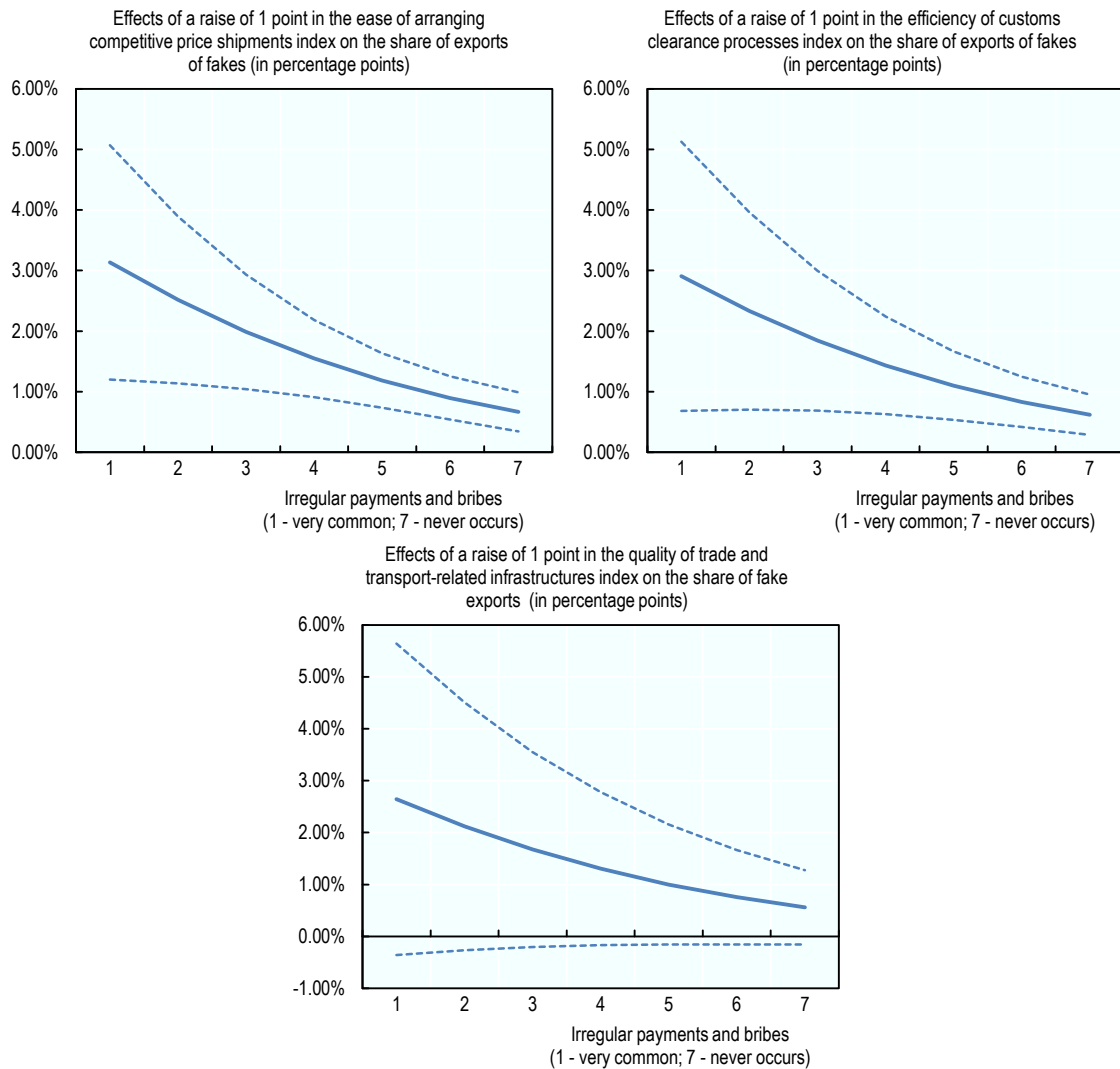 Effects of a raise of 1 point in the ease of arranging
competitive price shipments index on the share of exports
of fakes (in percentage points)
6.00%
5.00%
4.00%
3.00%
2.00%
1.00%
0.00%
1 2 3 4 5 6 7
Irregular payments and bribes
(1 - very common; 7 - never occurs)
Effects of a raise of 1 point in the efficiency of customs
clearance processes index on the share of exports of fakes
(in percentage points)
6.00%
5.00%
4.00%
3.00%
2.00%
1.00%
0.00%
1 2 3 4 5 6 7
Irregular payments and bribes
(1 - very common; 7 - never occurs)
Effects of a raise of 1 point in the quality of trade and
transport-related infrastructures index on the share of fake
exports (in percentage points)
6.00%
5.00%
4.00%
3.00%
2.00%
1.00%
0.00%
-1.00%
1 2 3 4 5 6 7
Irregular payments and bribes
(1 - very common; 7 - never occurs)